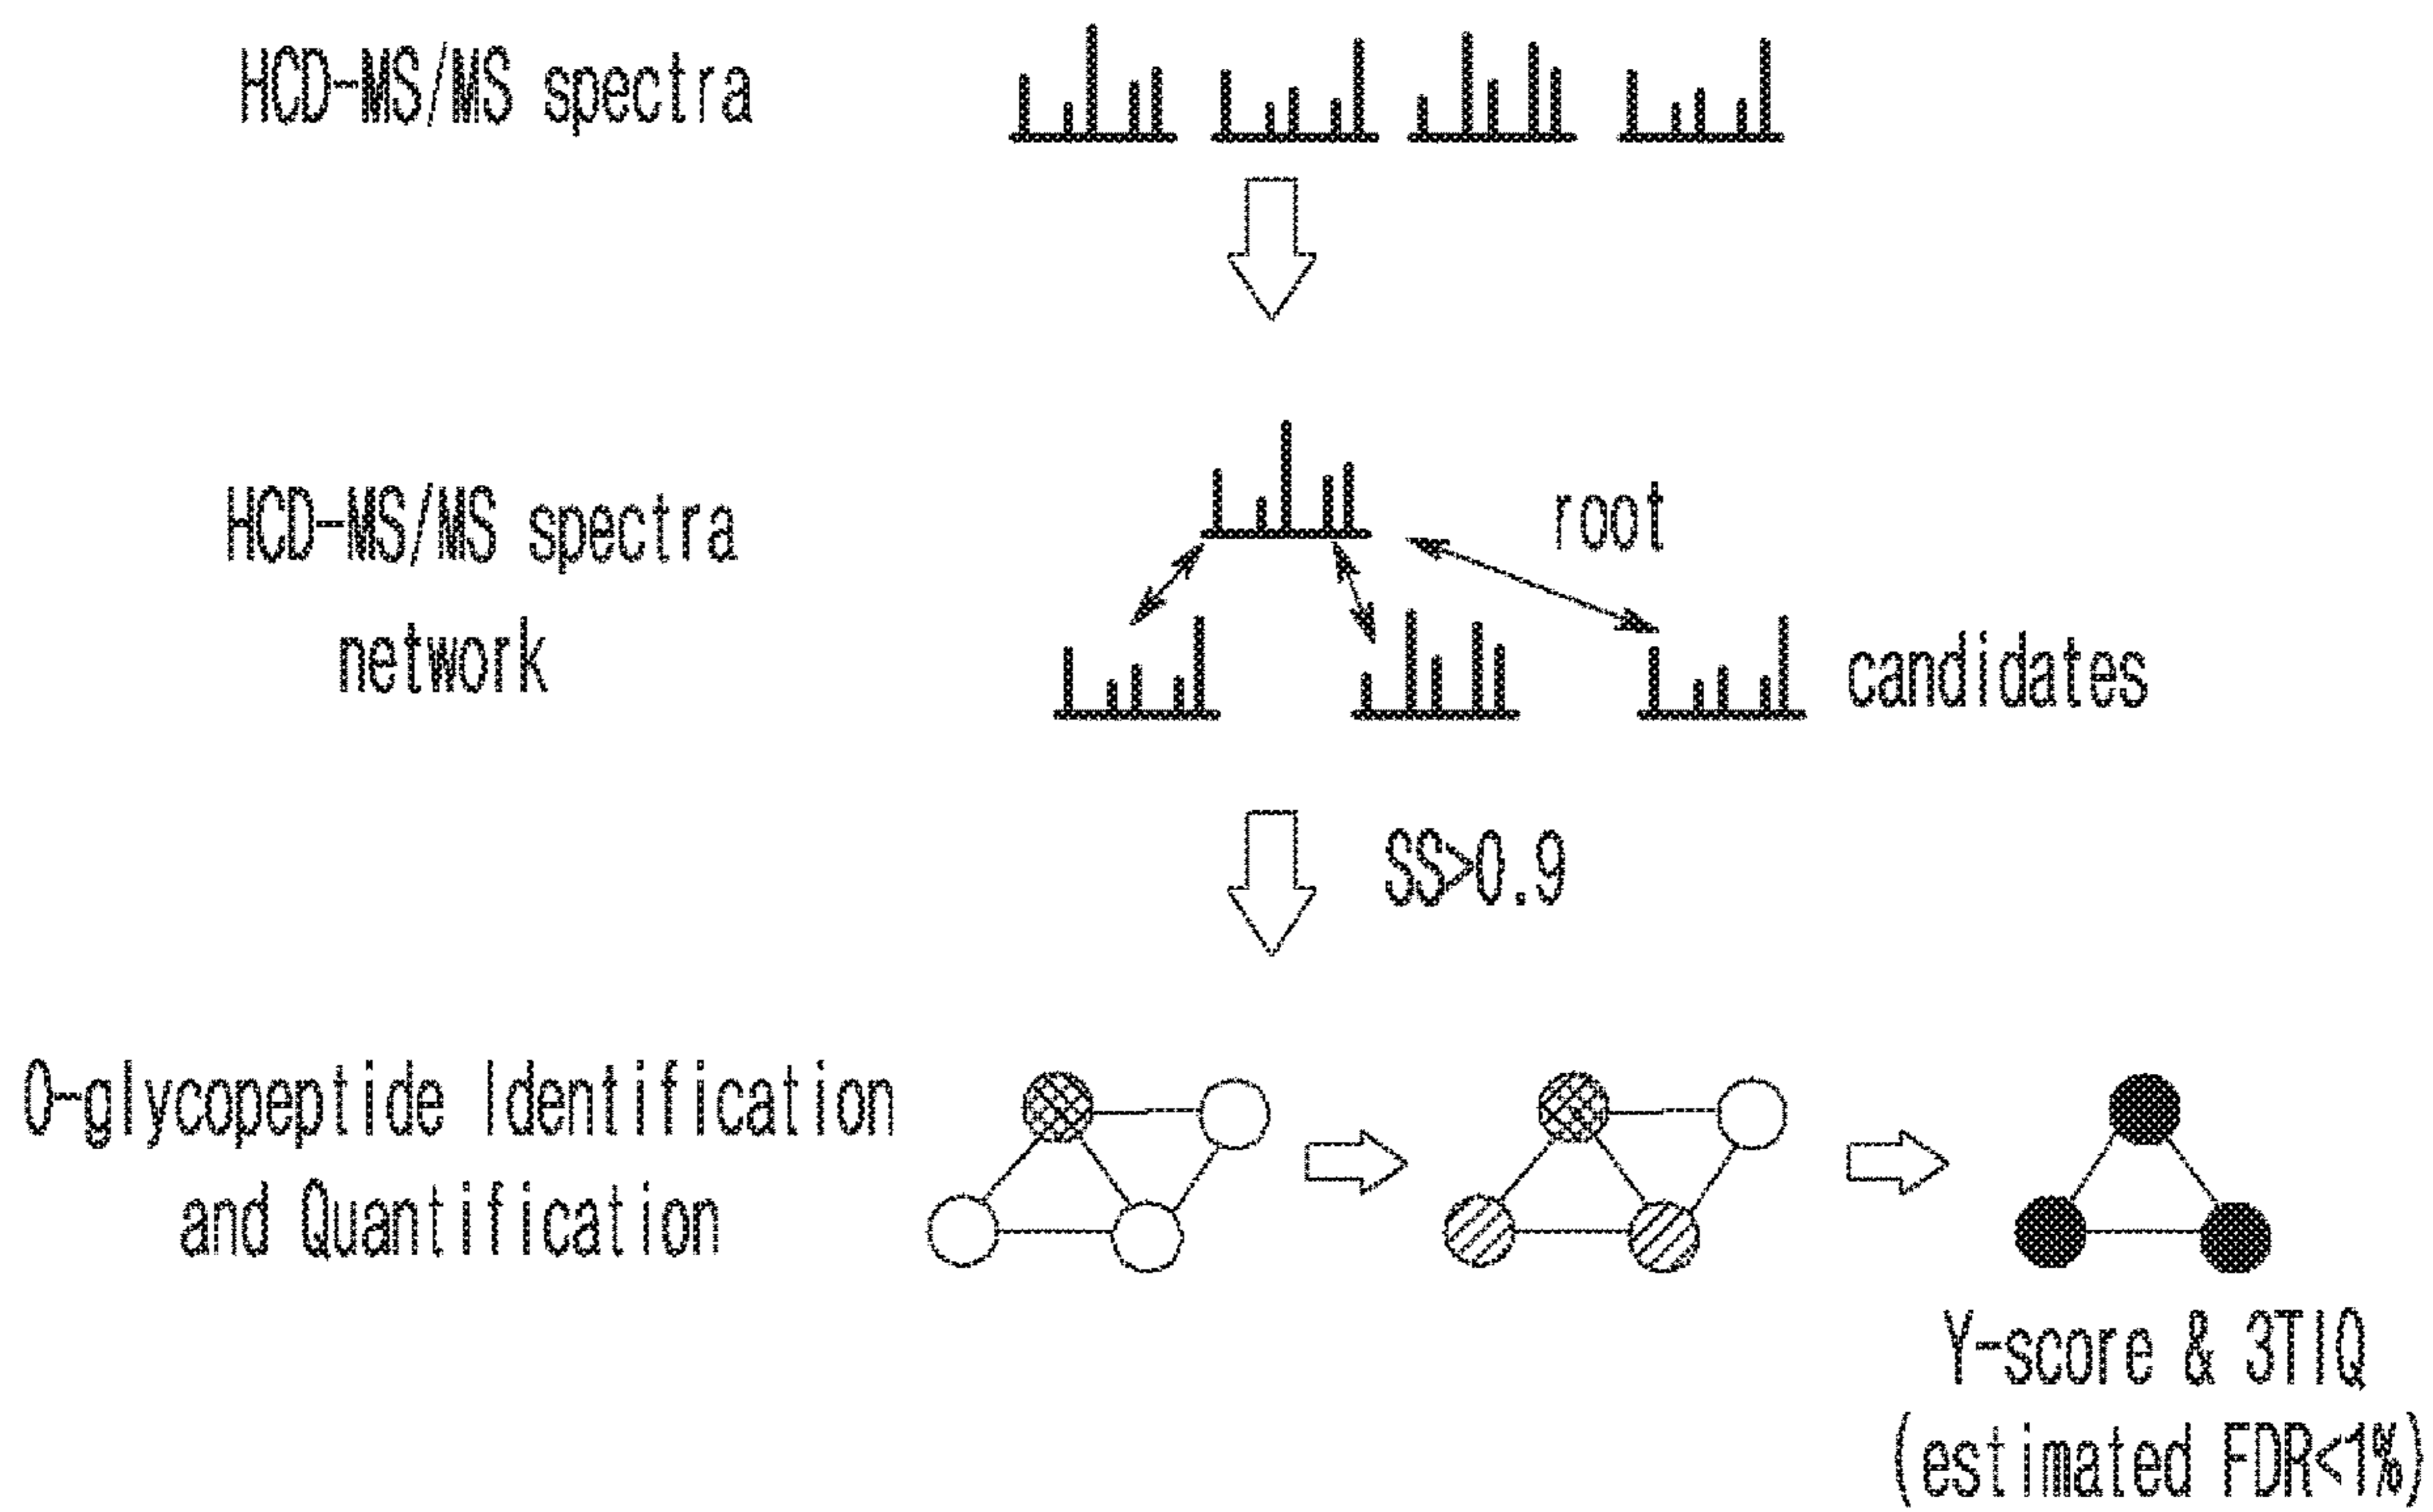 HCD-MS/MS spectra
HCD-MS/MS spectra
network
root
candidates
SS>0.9
O-glycopeptide Identification
and Quantification
Y-score & 3TIQ
(estimated FDR<1%)